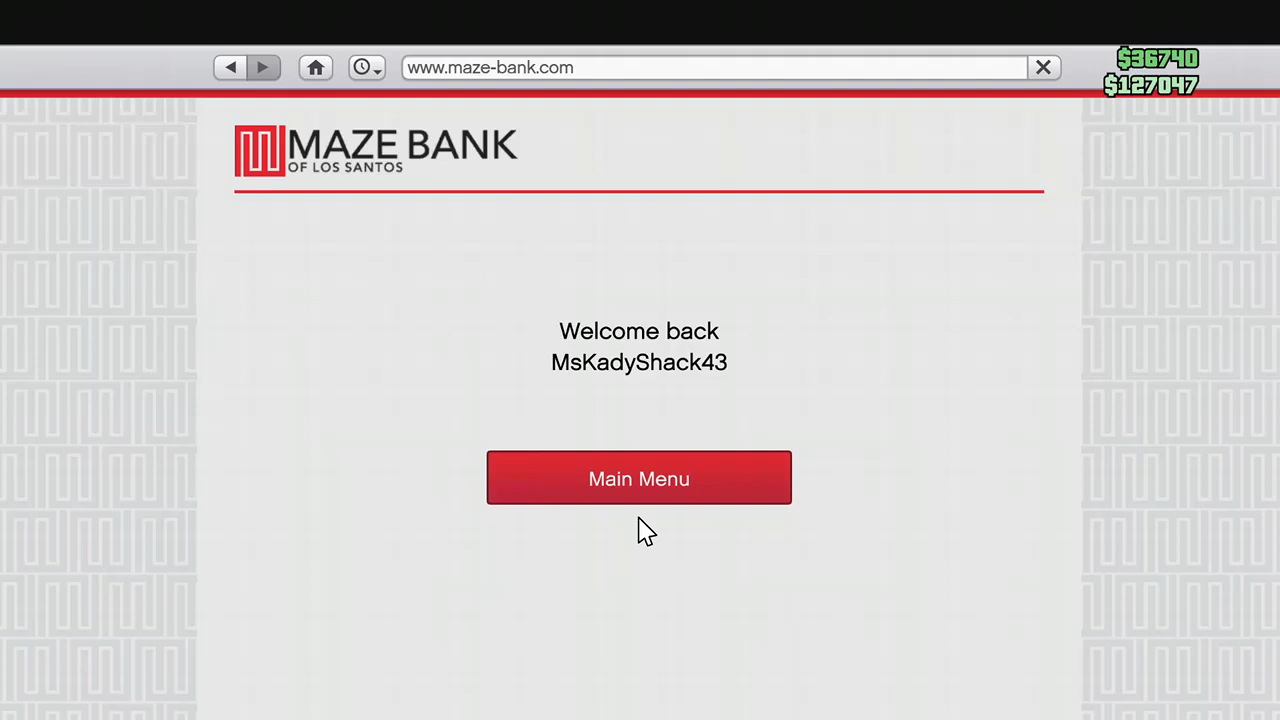 www.maze-bank.com
$36740
$127047
MAZE BANK
OF LOS SANTOS
Welcome back
MsKadyShack43
Main Menu